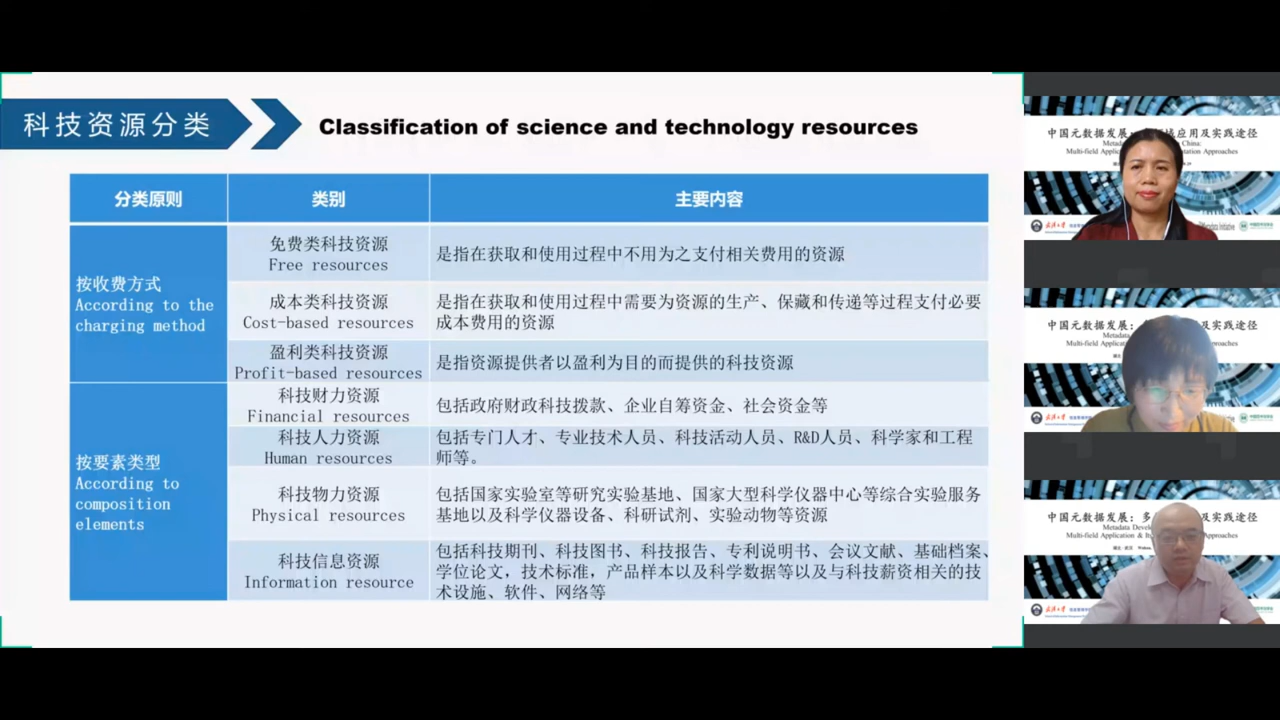 科技资源分类
Classification of science and technology resources
分类原则
类别
主要内容
按收费方式
According to the
charging method
免费类科技资源
Free resources
是指在获取和使用过程中不用为之支付相关费用的资源
成本类科技资源
Cost-based resources
是指在获取和使用过程中需要为资源的生产、保藏和传递等过程支付必要
成本费用的资源
盈利类科技资源
Profit-based resources
是指资源提供者以盈利为目的而提供的科技资源
按要素类型
According to
composition
elements
科技财力资源
Financial resources
包括政府财政科技拨款、企业自筹资金、社会资金等
科技人力资源
Human resources
包括专门人才、专业技术人员、科技活动人员、R&D人员、科学家和工程
师等。
科技物力资源
Physical resources
包括国家实验室等研究实验基地、国家大型科学仪器中心等综合实验服务
基地以及科学仪器设备、科研试剂、实验动物等资源
科技信息资源
Information resource
包括科技期刊、科技图书、科技报告、专利说明书、会议文献、基础档案、
学位论文，技术标准，产品样本以及科学数据等以及与科技薪资相关的技
术设施、软件、网络等
中国元数据发展：应用及实践途径
Metadata China:
Multi-field Approaches
中国元数据发展：及实践途径
Metadata
Multi-field Applicat Approaches
中国元数据发展：多及实践途径
Metadata
Multi-field Application & Approaches